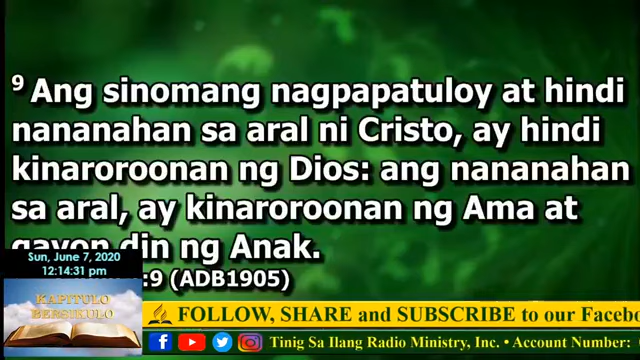 9 Ang sinomang nagpapatuloy at hindi
nananahan sa aral ni Cristo, ay hindi
kinaroroonan ng Dios: ang nananahan
sa aral, ay kinaroroonan ng Ama at
gayon din ng Anak.
:9 (ADB1905)
Sun, June 7, 2020
12:14:31 pm
KAPITULO
BERSIKULO
FOLLOW, SHARE and SUBSCRIBE to our Facebo
Tinig Sa Ilang Radio Ministry, Inc. • Account Number: